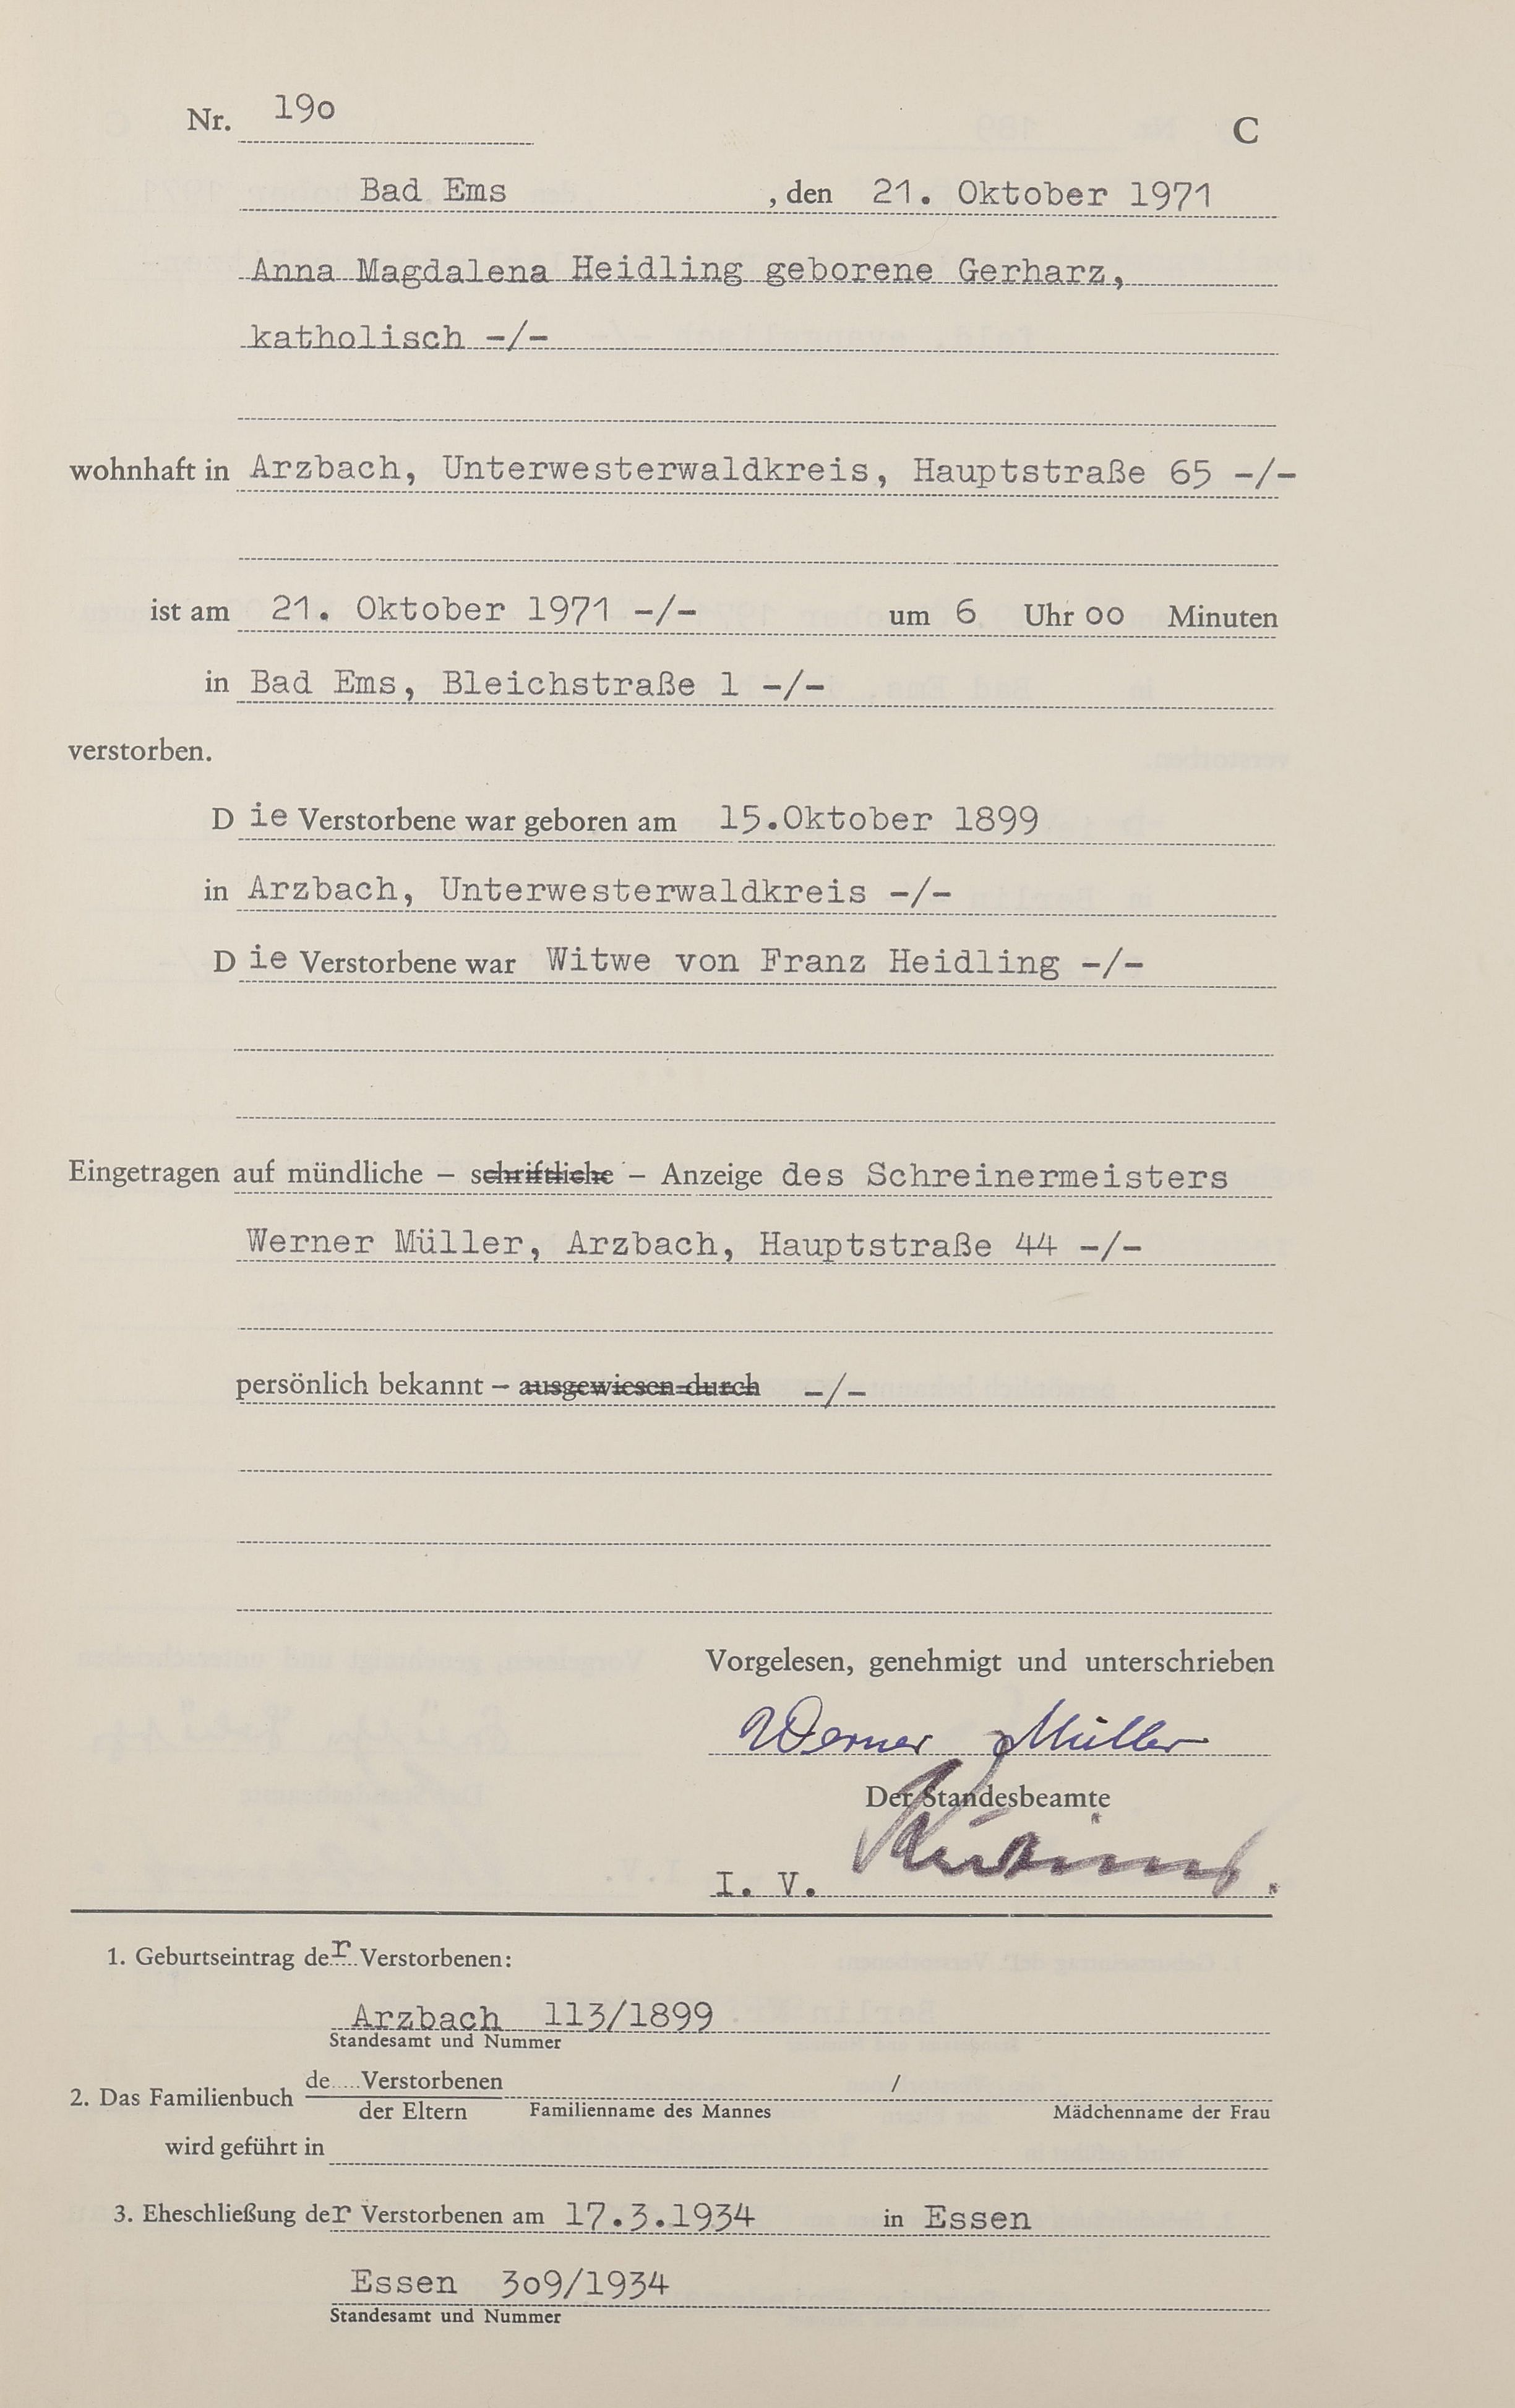 Nr. 19o
C
Bad Ems , den 21. Oktober 1971
Anna Magdalena Heidling geborene Gerharz,
katholisch -/-
wohnhaft in Arzbach, Unterwesterwaldkreis, Hauptstraße 65 -/-
ist am 21. Oktober 1971 -/- um 6 Uhr oo Minuten
in Bad Ems, Bleichstraße 1 -/-
verstorben.
Die Verstorbene war geboren am 15.Oktober 1899
in Arzbach, Unterwesterwaldkreis -/-
Die Verstorbene war Witwe von Franz Heidling -/-
Eingetragen auf mündliche – schriftliche – Anzeige des Schreinermeisters
Werner Müller, Arzbach, Hauptstraße 44 -/-
persönlich bekannt – ausgewiesen durch -/-
Vorgelesen, genehmigt und unterschrieben
Werner Müller
Der Standesbeamte
I. V.
1. Geburtseintrag der Verstorbenen:
Arzbach 113/1899
Standesamt und Nummer
2. Das Familienbuch de..... Verstorbenen /
der Eltern Familienname des Mannes Mädchenname der Frau
wird geführt in
3. Eheschließung der Verstorbenen am 17.3.1934 in Essen
Essen 3o9/1934
Standesamt und Nummer